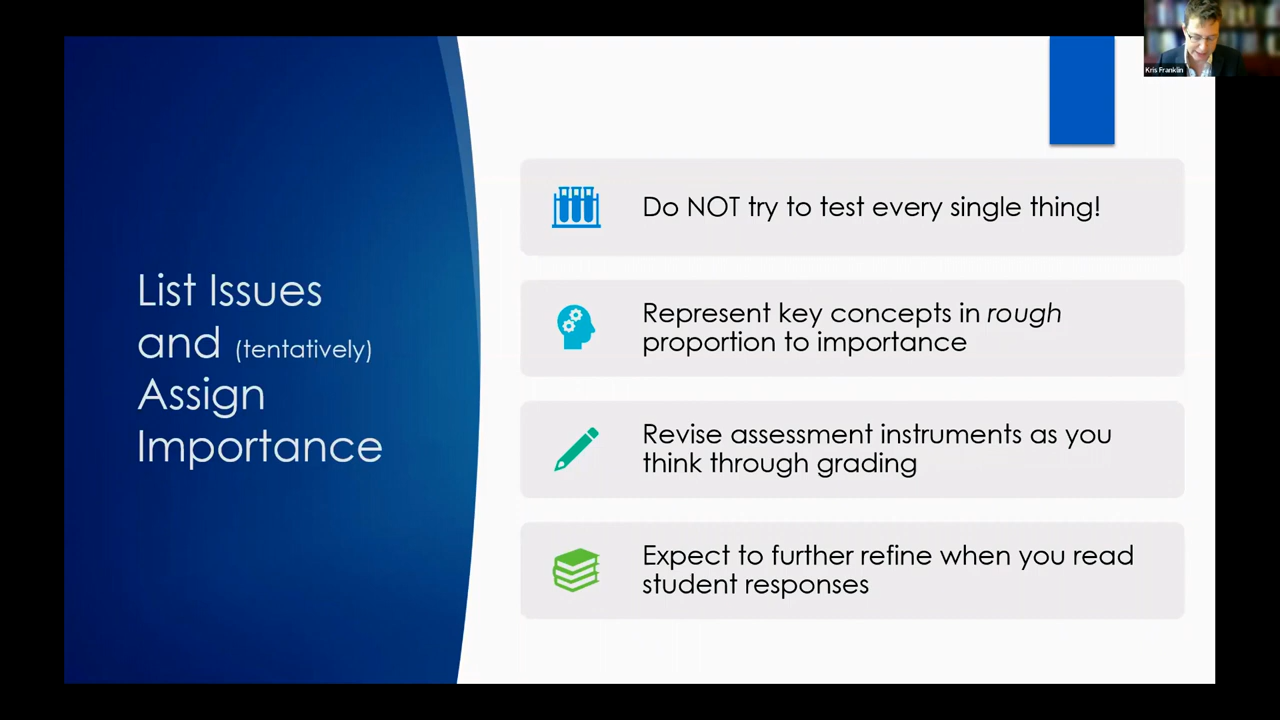 List Issues
and (tentatively)
Assign
Importance
Do NOT try to test every single thing!
Represent key concepts in rough
proportion to importance
Revise assessment instruments as you
think through grading
Expect to further refine when you read
student responses
Kris Franklin